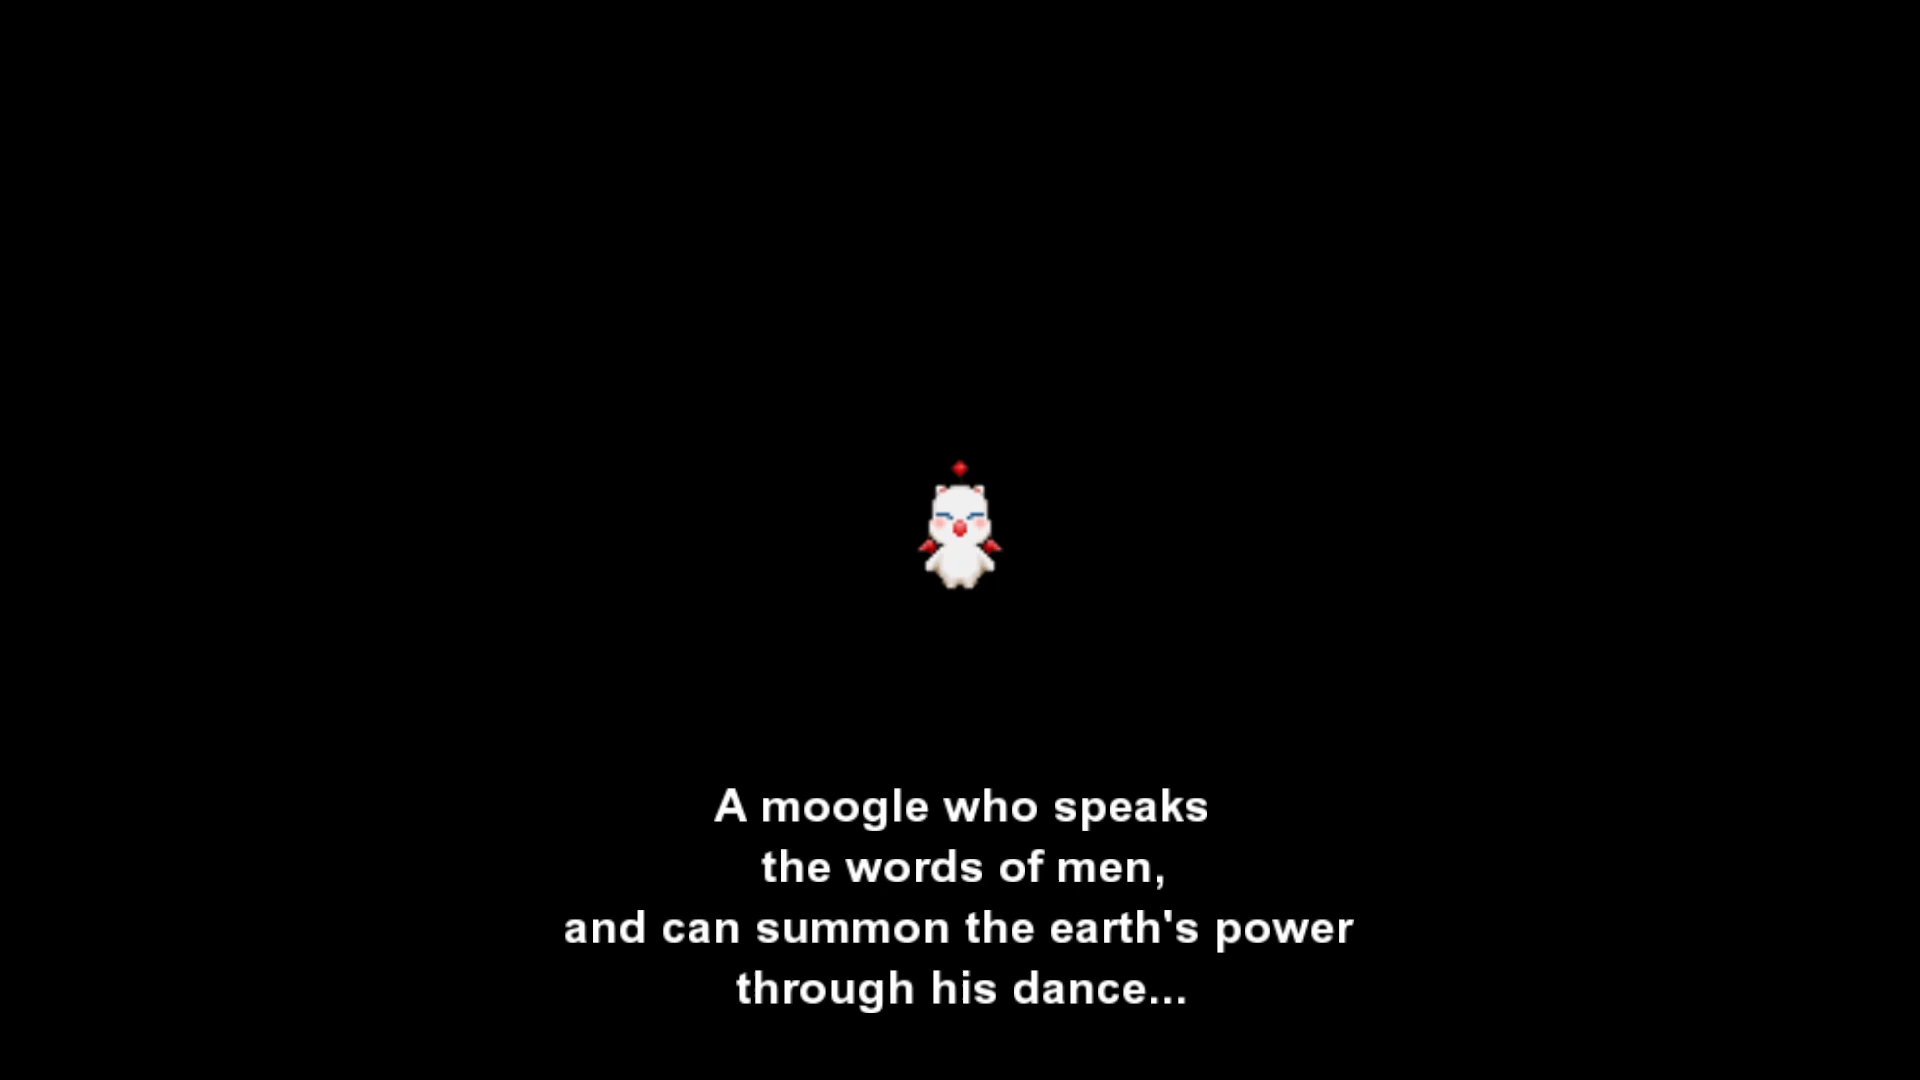 A moogle who speaks
the words of men,
and can summon the earth's power
through his dance...